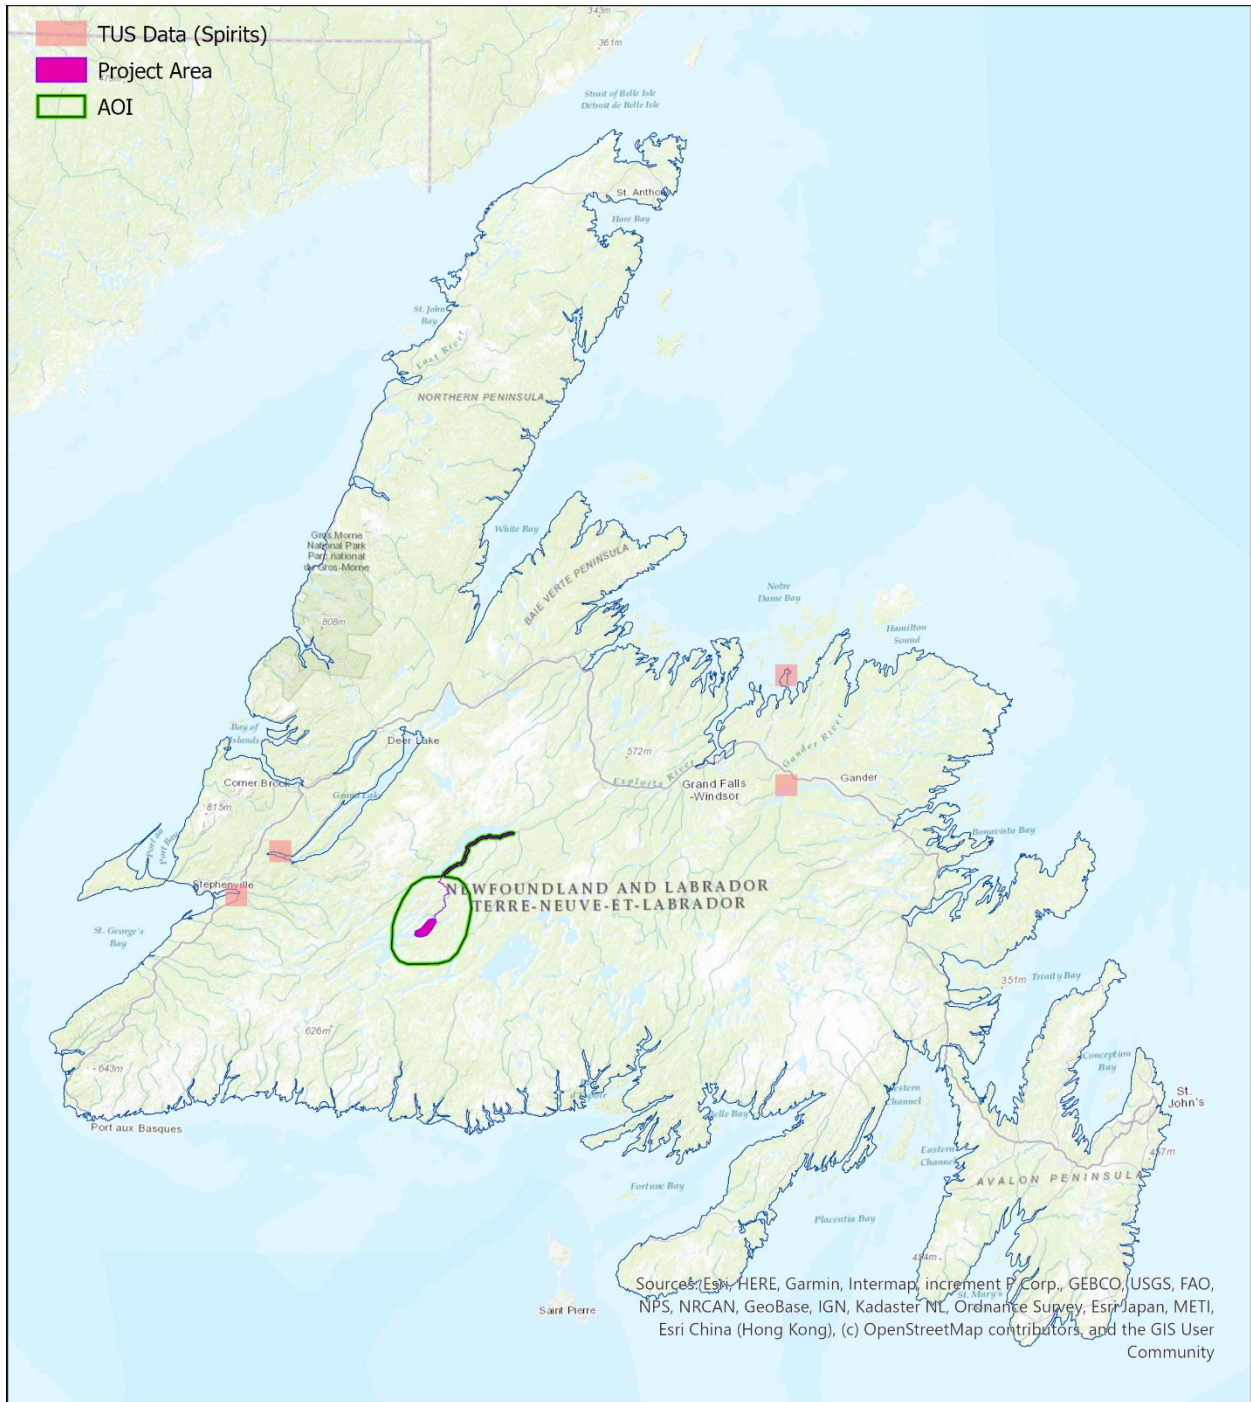 TUS Data (Spirits)
Project Area
AOI
343m
361m
Strait of Belle Isle
Détroit de Belle Isle
Hare Bay
St. John
Bay
East River
NORTHERN PENINSULA
White Bay
Gros Morne
National Park
Parc national
du Gros-Morne
BAIE VERTE PENINSULA
Notre
Dame Bay
808m
Hamilton
Sound
Bay of
Islands
Deer Lake
572m
Gander River
Exploits River
Corner Brook
Grand Lake
Grand Falls
-Windsor
Gander
815m
Port au
Port Bay
Bonavista Bay
Stephenville
NEWFOUNDLAND AND LABRADOR
TERRE-NEUVE-ET-LABRADOR
St. George's
Bay
351m
Trinity Bay
626m
643m
Conception
Bay
St.
John's
Port aux Basques
Channel
Eastern
Channel
AVALON PENINSULA
Fortune Bay
Placentia Bay
Saint Pierre
Sources: Esri, HERE, Garmin, Intermap, increment P Corp., GEBCO, USGS, FAO,
NPS, NRCAN, GeoBase, IGN, Kadaster NL, Ordnance Survey, Esri Japan, METI,
Esri China (Hong Kong), (c) OpenStreetMap contributors, and the GIS User
Community